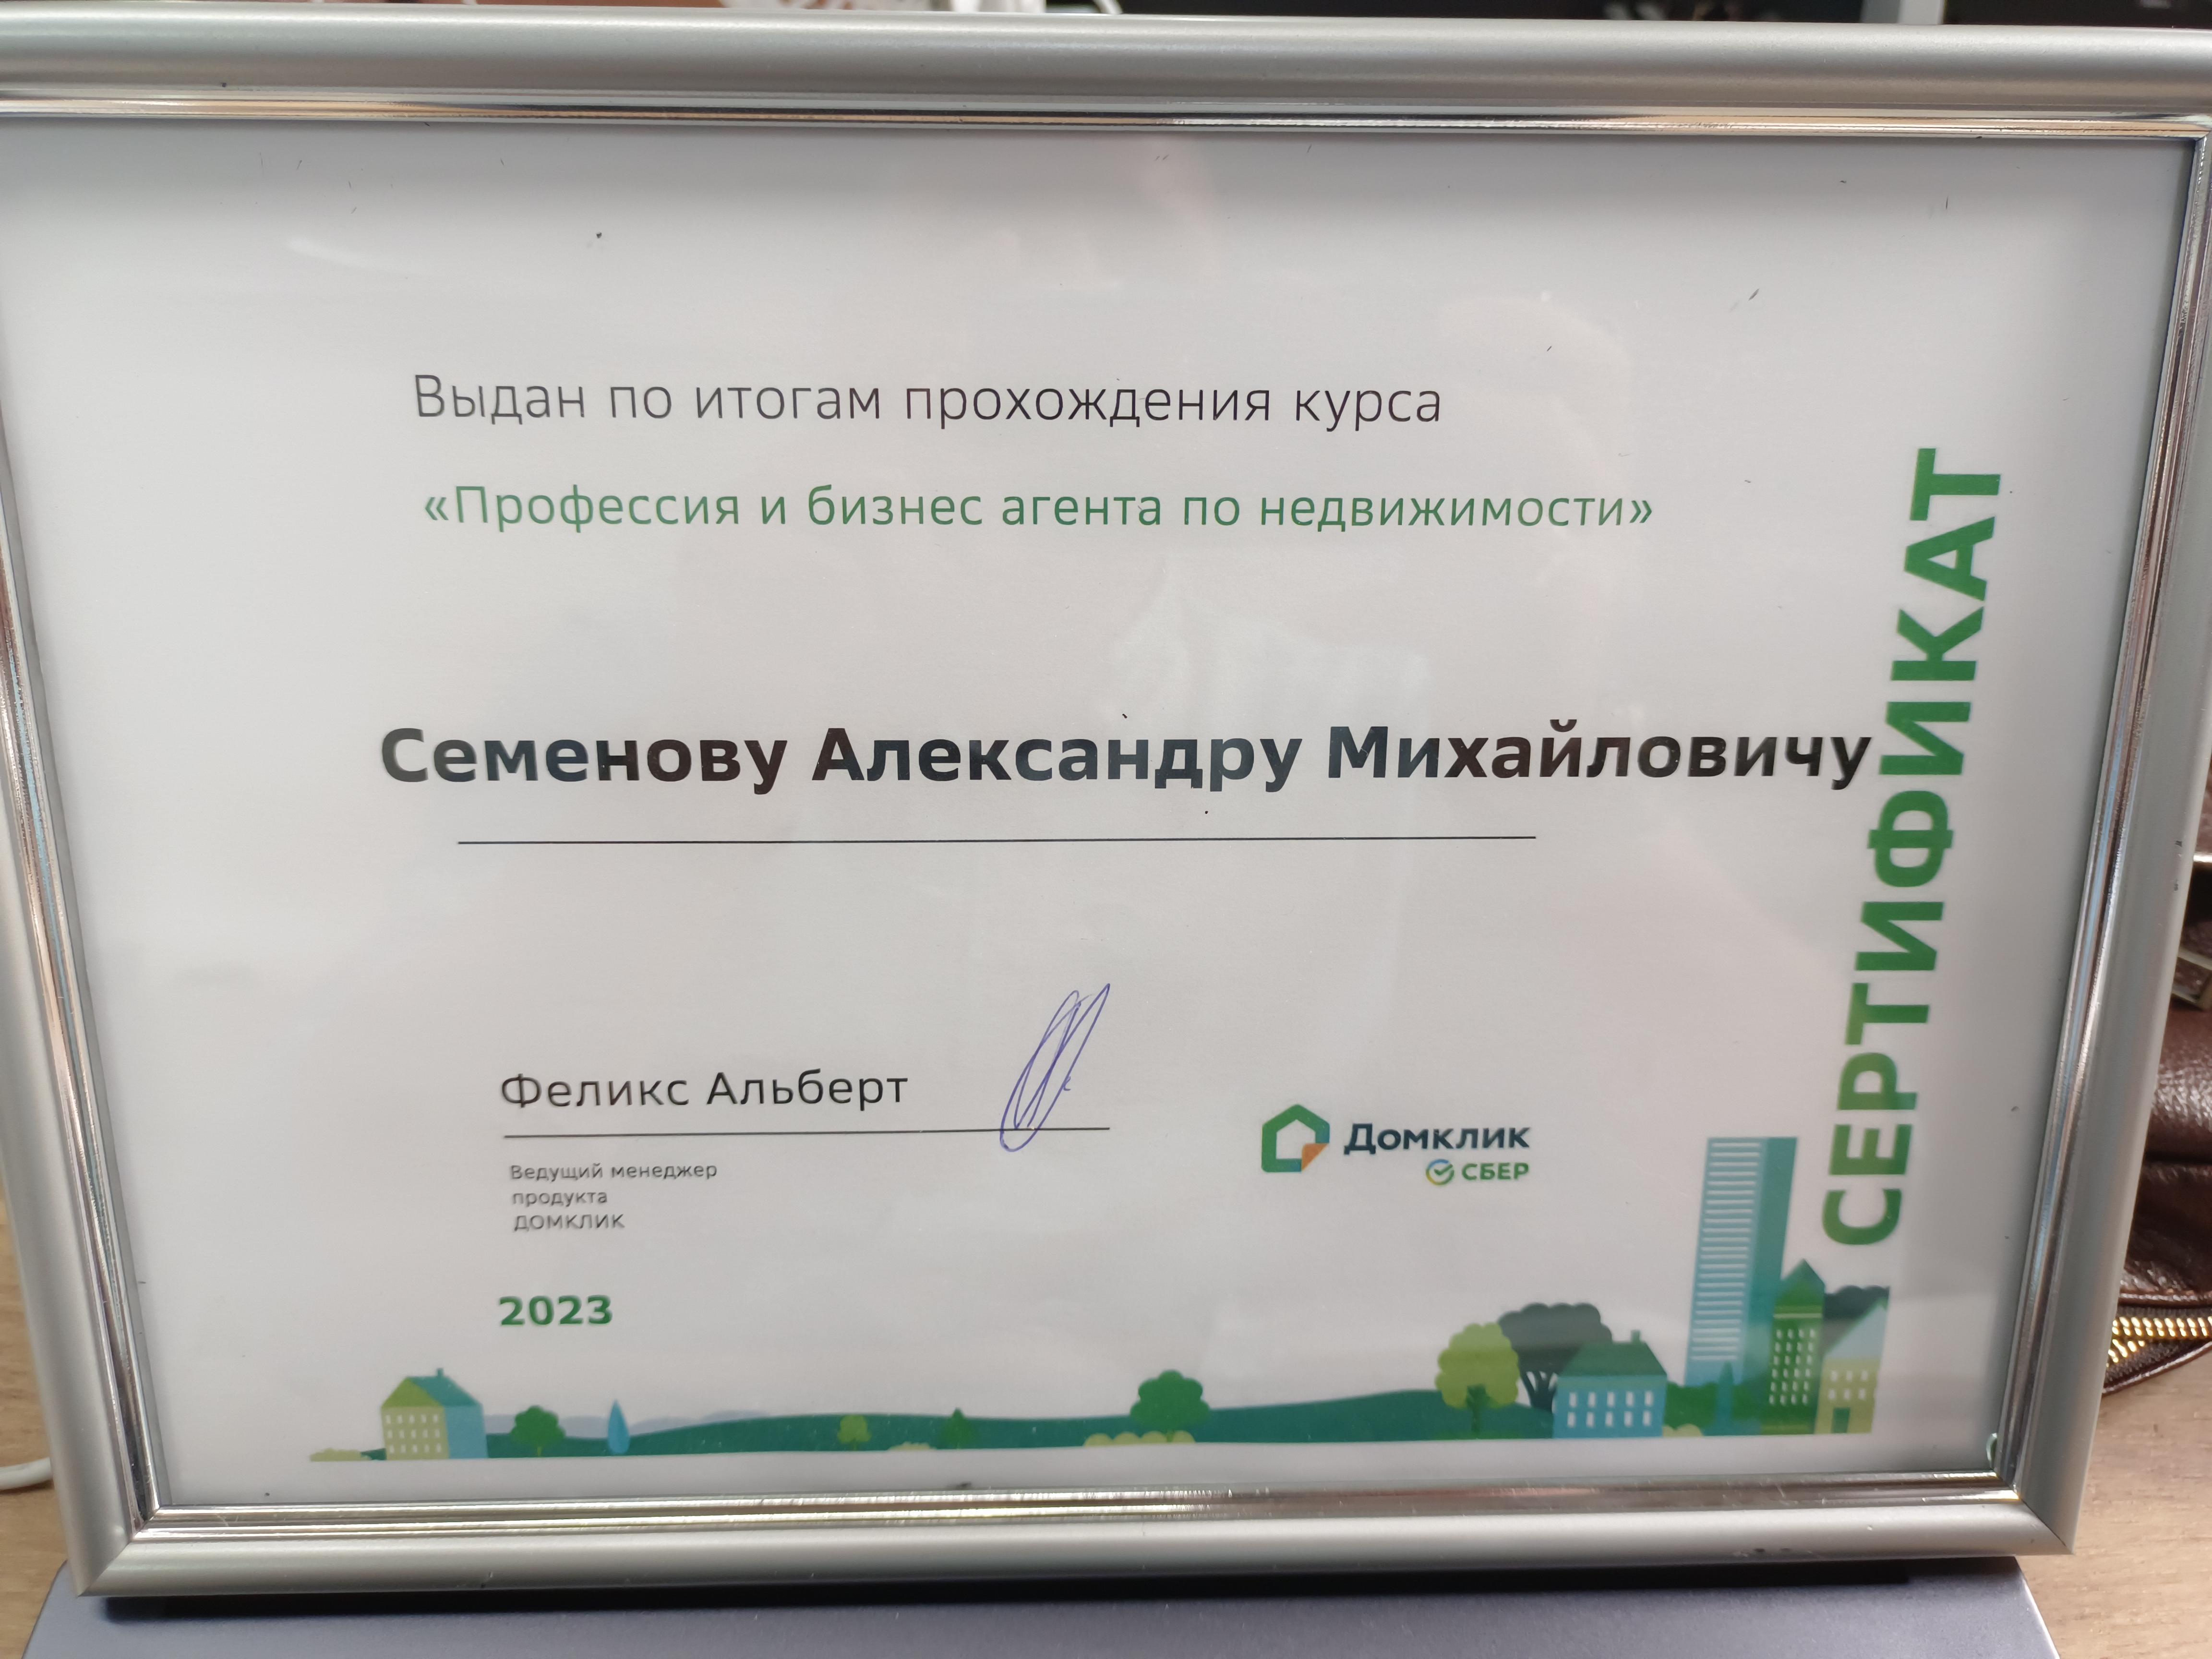 Выдан по итогам прохождения курса
«Профессия и бизнес агента по недвижимости»
Семенову Александру Михайловичу
СЕРТИФИКАТ
Феликс Альберт
Ведущий менеджер
продукта
ДОМКЛИК
Домклик
СБЕР
2023